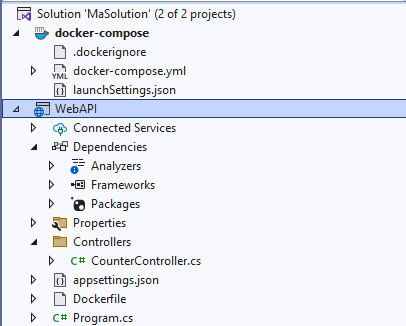 Solution 'MaSolution' (2 of 2 projects)
docker-compose
.dockerignore
YML docker-compose.yml
launchSettings.json
WebAPI
Connected Services
Dependencies
Analyzers
Frameworks
Packages
Properties
Controllers
C# CounterController.cs
appsettings.json
Dockerfile
C# Program.cs